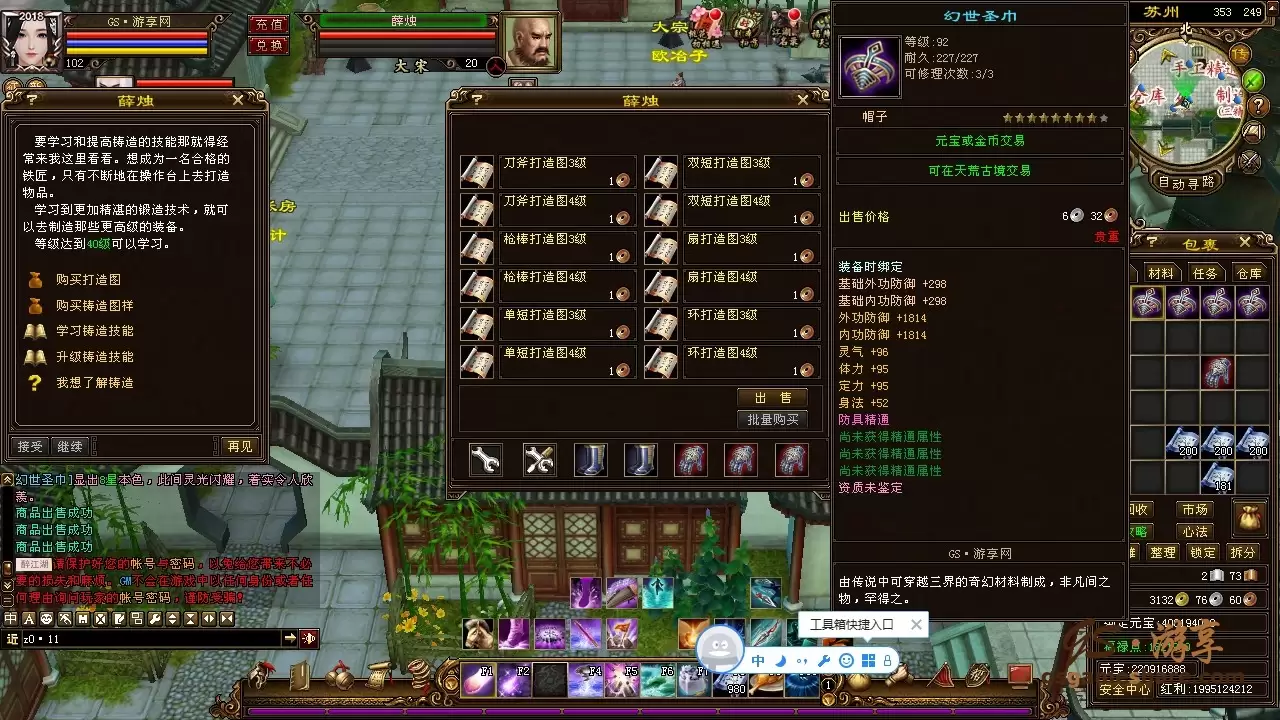 2018
GS·游享网
充值
兑换
102
薛烛
大宋
20
大宗
欧冶子
苏州
353 249
北
传
手工精
仓库
自动寻路
薛烛
要学习和提高铸造的技能那就得经
常来我这里看看。想成为一名合格的
铁匠，只有不断地在操作台上去打造
物品。
学习到更加精湛的锻造技术，就可
以去制造那些更高级的装备。
等级达到40级可以学习。
购买打造图
购买铸造图样
学习铸造技能
升级铸造技能
我想了解铸造
接受
继续
再见
薛烛
刀斧打造图3级
1
双短打造图3级
1
刀斧打造图4级
1
双短打造图4级
1
枪棒打造图3级
1
扇打造图3级
1
枪棒打造图4级
1
扇打造图4级
1
单短打造图3级
1
环打造图3级
1
单短打造图4级
1
环打造图4级
1
出 售
批量购买
幻世圣巾
等级:92
耐久:227/227
可修理次数:3/3
帽子
元宝或金币交易
可在天荒古境交易
出售价格
6 32
贵重
装备时绑定
基础外功防御 +298
基础内功防御 +298
外功防御 +1814
内功防御 +1814
灵气 +96
体力 +95
定力 +95
身法 +52
防具精通
尚未获得精通属性
尚未获得精通属性
尚未获得精通属性
资质未鉴定
GS·游享网
由传说中可穿越三界的奇幻材料制成，非凡间之
物，罕得之。
包裹
材料
任务
仓库
200
200
200
181
市场
心法
整理
锁定
拆分
2 73
3132 76 60
元宝:220916888
安全中心
红利:1995124212
游享
幻世圣巾]显出8星本色，此间灵光闪耀，着实令人欣
羡。
商品出售成功
商品出售成功
商品出售成功
醉江湖
请保护好您的帐号与密码，以免给您带来不必
要的损失和麻烦。GM不会在游戏中以任何身份或者任
何理由询问玩家的帐号密码，谨防受骗！
近
z0·11
工具箱快捷入口
中
F1
F2
F4
F5
F6
980
1